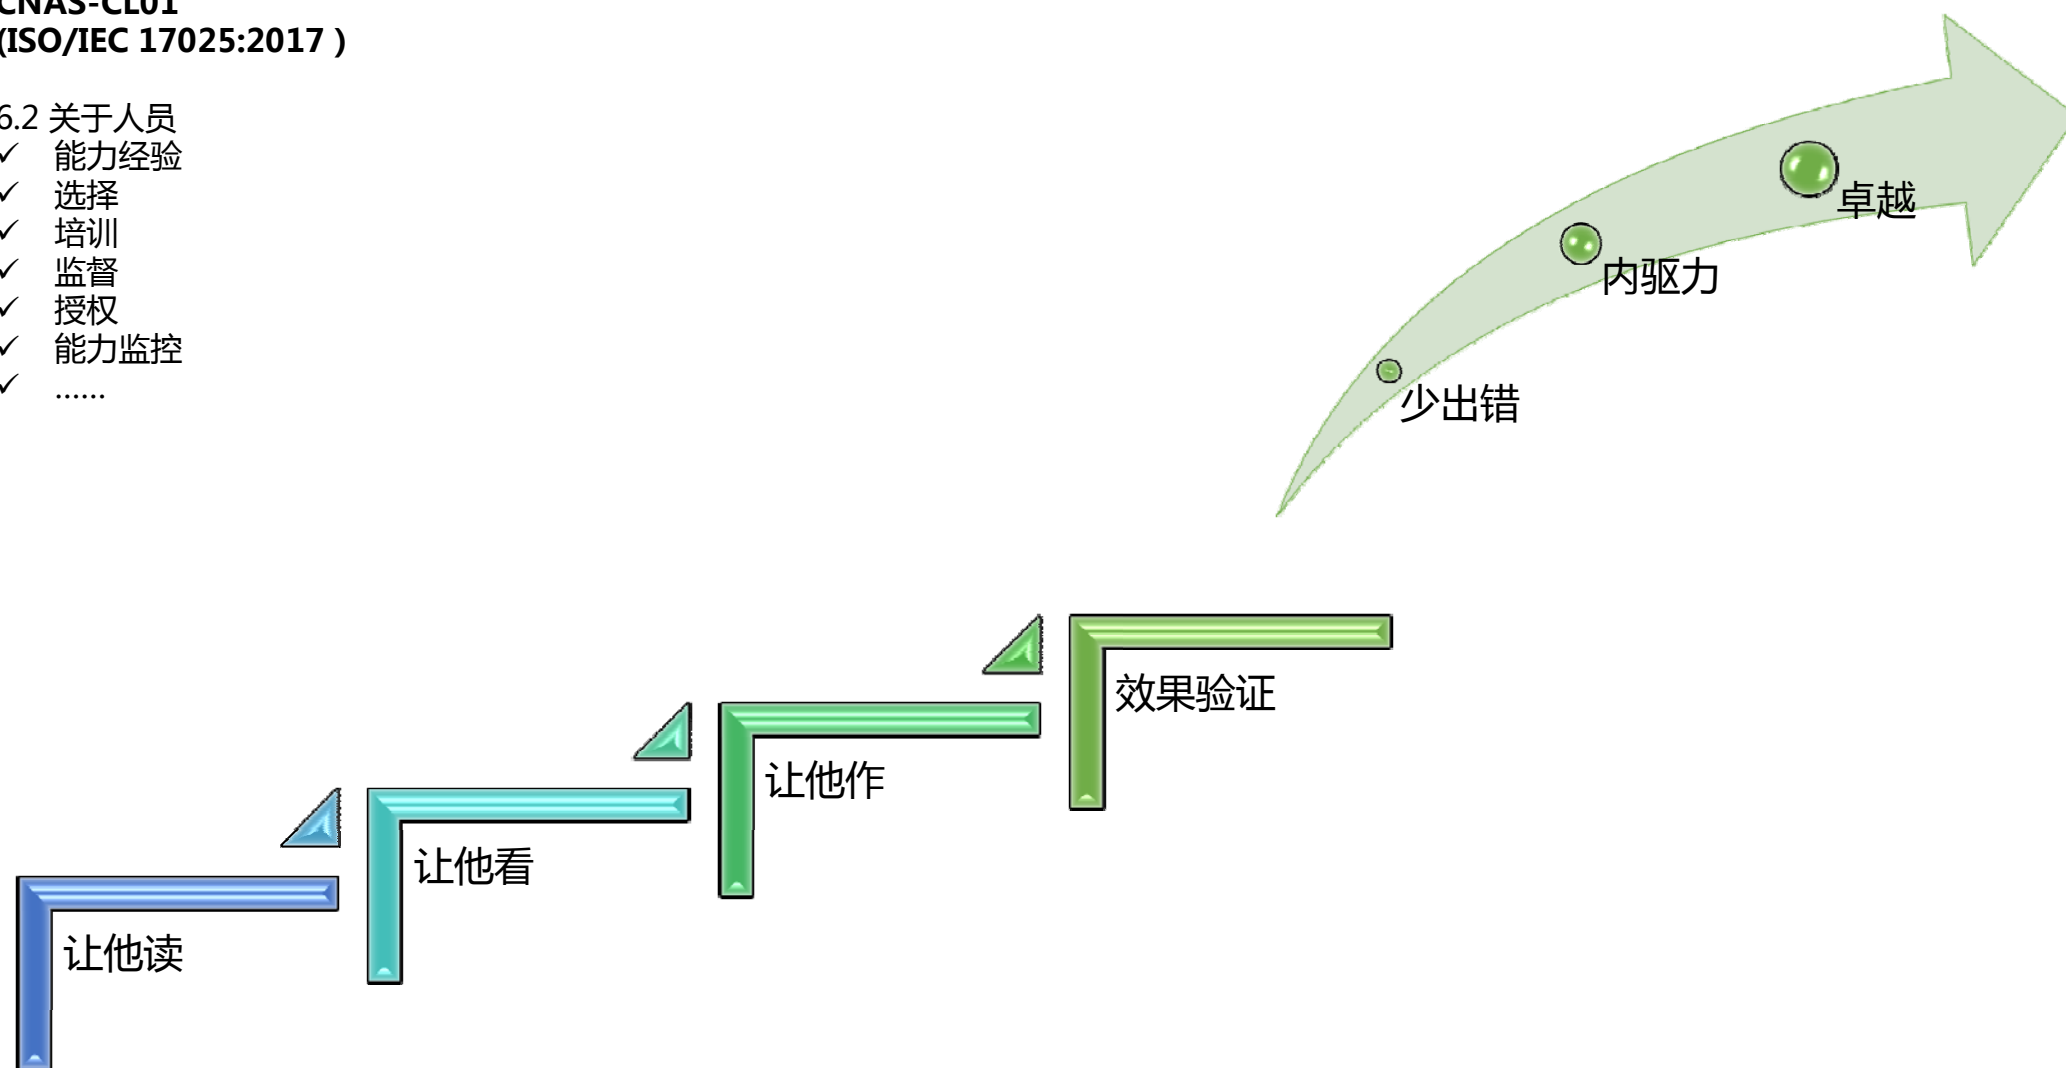 CNAS-CL01
(ISO/IEC 17025:2017 )
6.2 关于人员
✓ 能力经验
✓ 选择
✓ 培训
✓ 监督
✓ 授权
✓ 能力监控
✓ ......
卓越
内驱力
少出错
效果验证
让他作
让他看
让他读